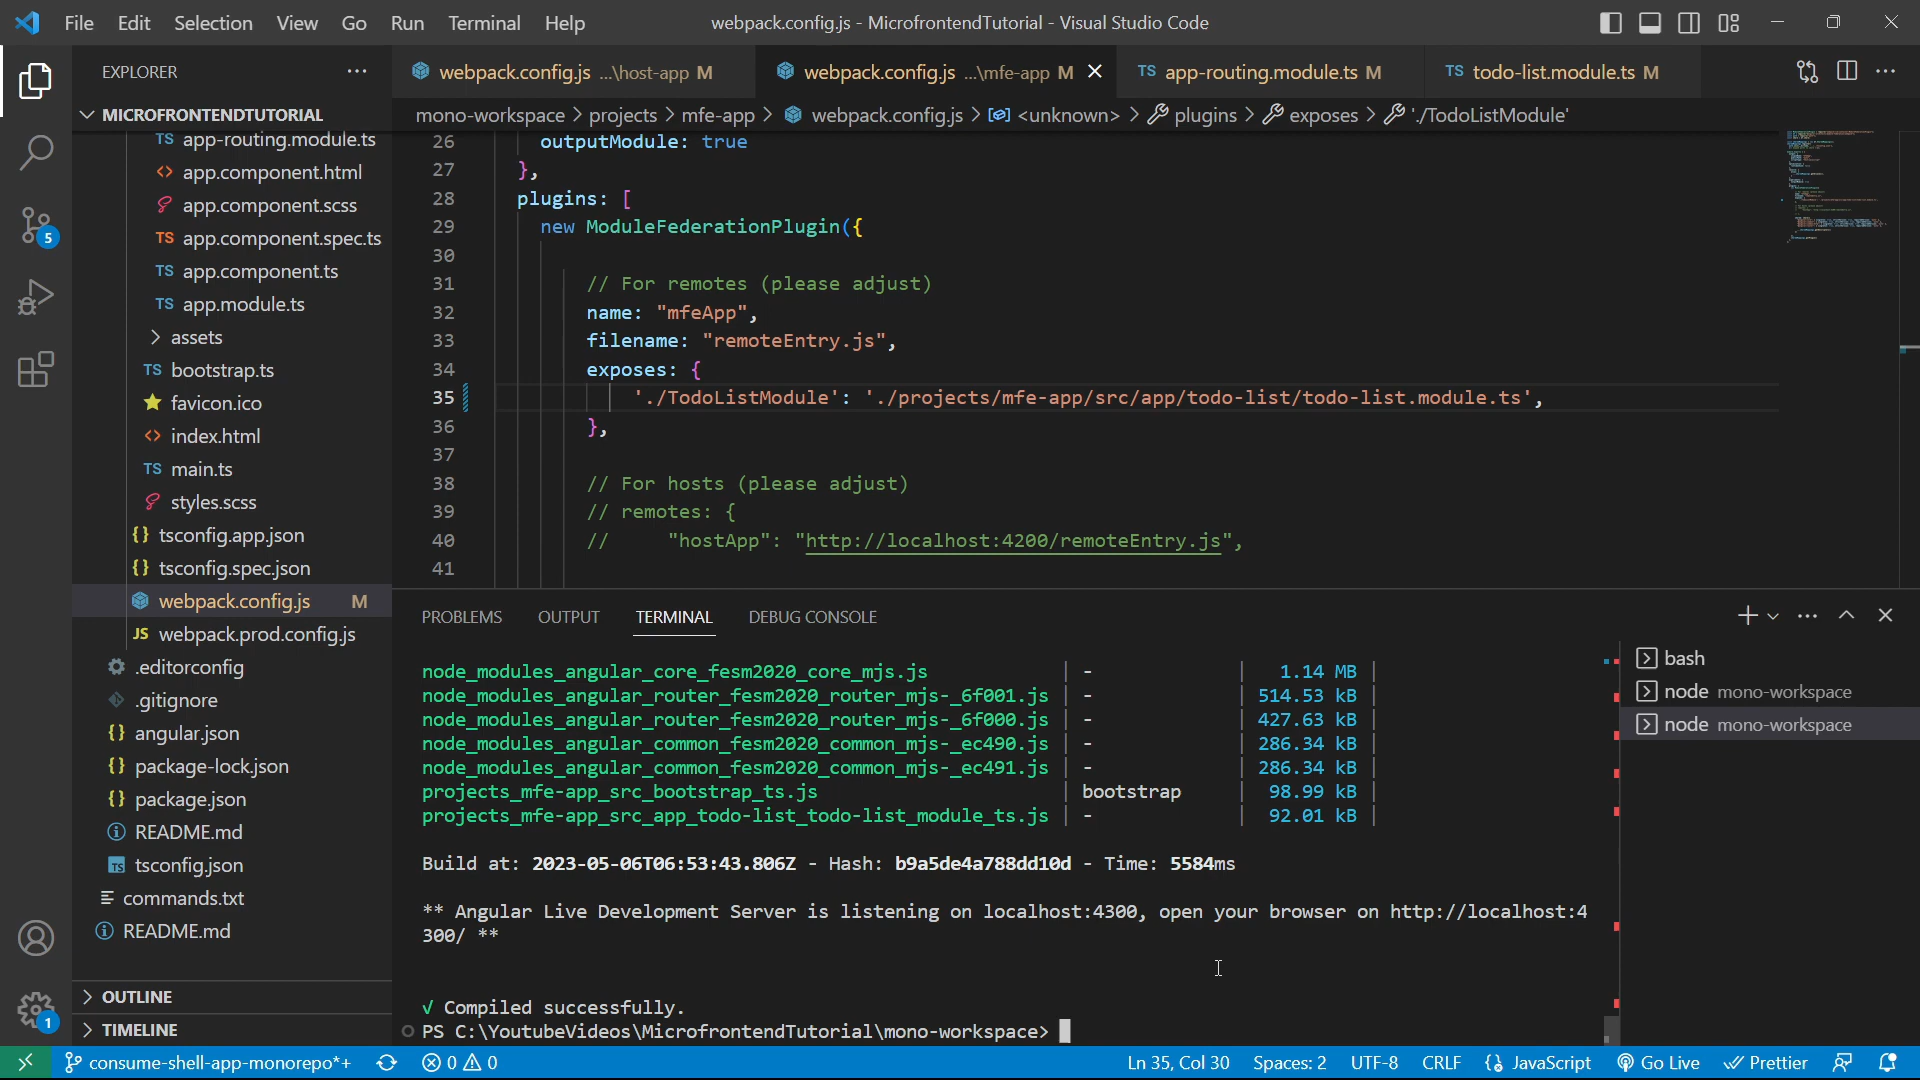 File Edit Selection View Go Run Terminal Help
webpack.config.js - MicrofrontendTutorial - Visual Studio Code
EXPLORER
MICROFRONTENDTUTORIAL
TS app-routing.module.ts
<> app.component.html
app.component.scss
TS app.component.spec.ts
TS app.component.ts
TS app.module.ts
assets
TS bootstrap.ts
favicon.ico
<> index.html
TS main.ts
styles.scss
{} tsconfig.app.json
{} tsconfig.spec.json
webpack.config.js M
JS webpack.prod.config.js
.editorconfig
.gitignore
{} angular.json
{} package-lock.json
{} package.json
README.md
TS tsconfig.json
commands.txt
README.md
OUTLINE
TIMELINE
5
1
webpack.config.js ...\host-app M
webpack.config.js ...\mfe-app M
TS app-routing.module.ts M
TS todo-list.module.ts M
mono-workspace > projects > mfe-app > webpack.config.js > <unknown> > plugins > exposes > './TodoListModule'
26 outputModule: true
27 },
28 plugins: [
29 new ModuleFederationPlugin({
30
31 // For remotes (please adjust)
32 name: "mfeApp",
33 filename: "remoteEntry.js",
34 exposes: {
35 './TodoListModule': './projects/mfe-app/src/app/todo-list/todo-list.module.ts',
36 },
37
38 // For hosts (please adjust)
39 // remotes: {
40 // "hostApp": "http://localhost:4200/remoteEntry.js",
41
PROBLEMS OUTPUT TERMINAL DEBUG CONSOLE
node_modules_angular_core_fesm2020_core_mjs.js | - | 1.14 MB |
node_modules_angular_router_fesm2020_router_mjs-_6f001.js | - | 514.53 kB |
node_modules_angular_router_fesm2020_router_mjs-_6f000.js | - | 427.63 kB |
node_modules_angular_common_fesm2020_common_mjs-_ec490.js | - | 286.34 kB |
node_modules_angular_common_fesm2020_common_mjs-_ec491.js | - | 286.34 kB |
projects_mfe-app_src_bootstrap_ts.js | bootstrap | 98.99 kB |
projects_mfe-app_src_app_todo-list_todo-list_module_ts.js | - | 92.01 kB |
Build at: 2023-05-06T06:53:43.806Z - Hash: b9a5de4a788dd10d - Time: 5584ms
** Angular Live Development Server is listening on localhost:4300, open your browser on http://localhost:4
300/ **
√ Compiled successfully.
PS C:\YoutubeVideos\MicrofrontendTutorial\mono-workspace>
bash
node mono-workspace
node mono-workspace
consume-shell-app-monorepo*+ 0 0 Ln 35, Col 30 Spaces: 2 UTF-8 CRLF {} JavaScript Go Live Prettier